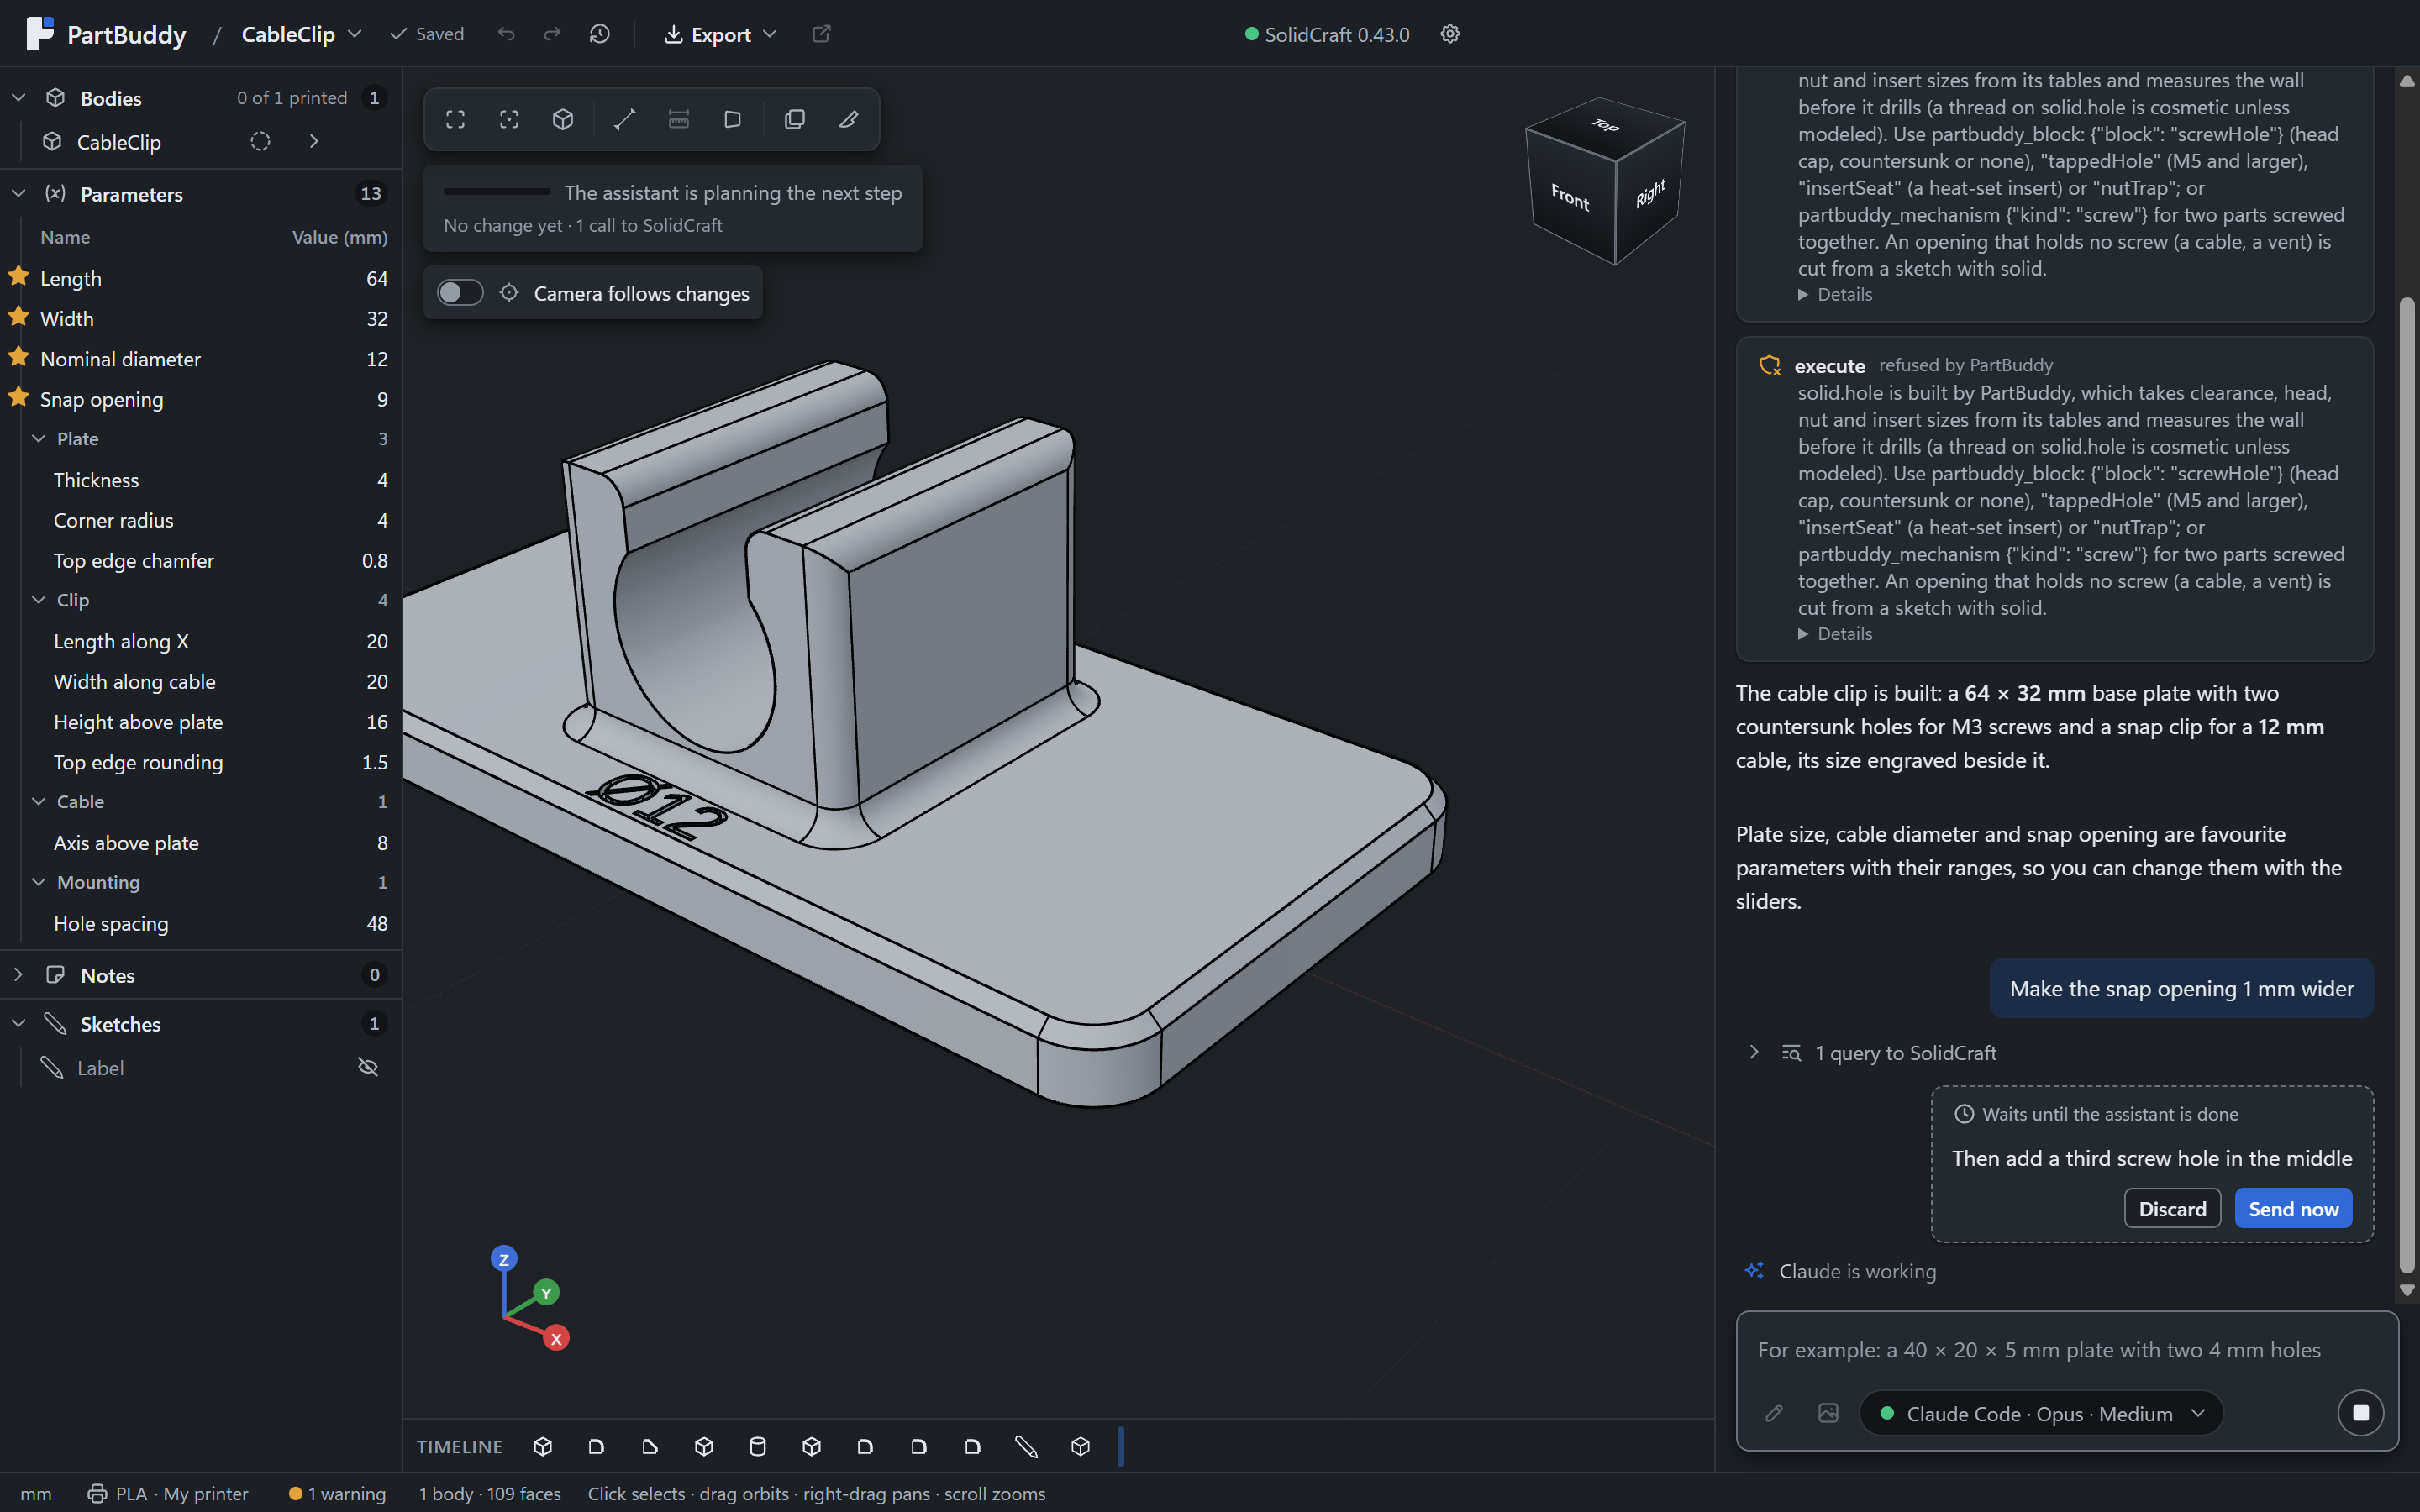 PartBuddy / CableClip Saved Export SolidCraft 0.43.0
Bodies 0 of 1 printed 1
CableClip
Parameters 13
Name Value (mm)
Length 64
Width 32
Nominal diameter 12
Snap opening 9
Plate 3
Thickness 4
Corner radius 4
Top edge chamfer 0.8
Clip 4
Length along X 20
Width along cable 20
Height above plate 16
Top edge rounding 1.5
Cable 1
Axis above plate 8
Mounting 1
Hole spacing 48
Notes 0
Sketches 1
Label
The assistant is planning the next step
No change yet · 1 call to SolidCraft
Camera follows changes
Top
Front
Right
Ø12
Z
Y
X
TIMELINE
nut and insert sizes from its tables and measures the wall
before it drills (a thread on solid.hole is cosmetic unless
modeled). Use partbuddy_block: {"block": "screwHole"} (head
cap, countersunk or none), "tappedHole" (M5 and larger),
"insertSeat" (a heat-set insert) or "nutTrap"; or
partbuddy_mechanism {"kind": "screw"} for two parts screwed
together. An opening that holds no screw (a cable, a vent) is
cut from a sketch with solid.
Details
execute refused by PartBuddy
solid.hole is built by PartBuddy, which takes clearance, head,
nut and insert sizes from its tables and measures the wall
before it drills (a thread on solid.hole is cosmetic unless
modeled). Use partbuddy_block: {"block": "screwHole"} (head
cap, countersunk or none), "tappedHole" (M5 and larger),
"insertSeat" (a heat-set insert) or "nutTrap"; or
partbuddy_mechanism {"kind": "screw"} for two parts screwed
together. An opening that holds no screw (a cable, a vent) is
cut from a sketch with solid.
Details
The cable clip is built: a 64 × 32 mm base plate with two
countersunk holes for M3 screws and a snap clip for a 12 mm
cable, its size engraved beside it.
Plate size, cable diameter and snap opening are favourite
parameters with their ranges, so you can change them with the
sliders.
Make the snap opening 1 mm wider
1 query to SolidCraft
Waits until the assistant is done
Then add a third screw hole in the middle
Discard Send now
Claude is working
For example: a 40 × 20 × 5 mm plate with two 4 mm holes
Claude Code · Opus · Medium
mm PLA · My printer 1 warning 1 body · 109 faces Click selects · drag orbits · right-drag pans · scroll zooms